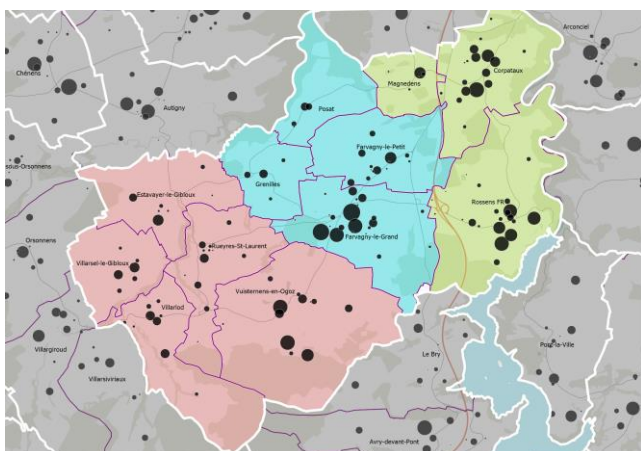 Arconciel
Chénens
Corpataux
Magnedens
Autigny
Posat
Farvagny-le-Petit
sous-Orsonnens
Grenilles
Estavayer-le-Gibloux
Rossens FR
Farvagny-le-Grand
Orsonnens
Rueyres-St-Laurent
Villarsel-le-Gibloux
Vuisternens-en-Ogoz
Villerlod
Villargiroud
Le Bry
Pont-la-Ville
Villarsiviriaux
Avry-devant-Pont